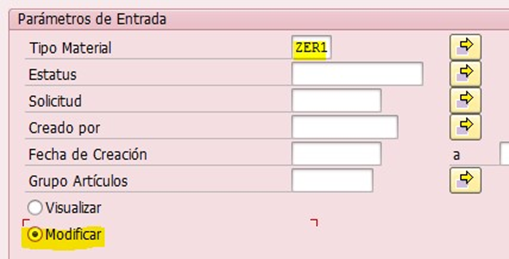 Parámetros de Entrada
Tipo Material ZER1
Estatus
Solicitud
Creado por
Fecha de Creación a
Grupo Artículos
Visualizar
Modificar